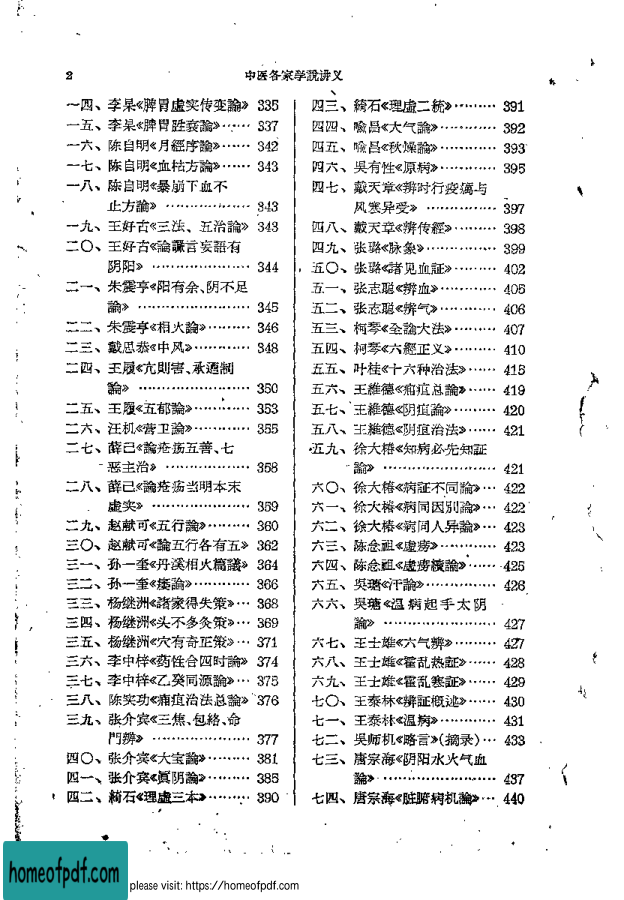 2
中医各家学說讲义
一四、李杲《脾胃虛实传变論》 335
一五、李杲《脾胃胜衰論》…… 337
一六、陈自明《月經序論》…… 342
一七、陈自明《血枯方論》…… 343
一八、陈自明《暴崩下血不
止方論》 ……………… 343
一九、王好古《三法、五治論》 343
二〇、王好古《論讝言妄語有
阴阳》 ……………… 344
二一、朱震亨《阳有余、阴不足
論》 ……………… 345
二二、朱震亨《相火論》……… 346
二三、戴思恭《中风》………… 348
二四、王履《亢則害、承迺制
論》 ……………… 350
二五、王履《五郁論》………… 353
二六、汪机《营卫論》………… 355
二七、薛己《論疮疡五善、七
恶主治》 ……………… 358
二八、薛己《論疮疡当明本末
虛实》 ……………… 359
二九、赵献可《五行論》……… 360
三〇、赵献可《論五行各有五》 362
三一、孙一奎《丹溪相火篇議》 364
三二、孙一奎《痿論》………… 366
三三、杨继洲《諸家得失策》… 368
三四、杨继洲《头不多灸策》… 369
三五、杨继洲《穴有奇正策》… 371
三六、李中梓《药性合四时論》 374
三七、李中梓《乙癸同源論》… 375
三八、陈实功《痈疽治法总論》 376
三九、张介宾《三焦、包絡、命
門辨》 ……………… 377
四〇、张介宾《大宝論》……… 381
四一、张介宾《眞阴論》……… 385
四二、綺石《理虛三本》……… 390
四三、綺石《理虛二統》……… 391
四四、喩昌《大气論》………… 392
四五、喩昌《秋燥論》………… 393
四六、吳有性《原病》………… 395
四七、戴天章《辨时行疫癘与
风寒异受》 …………… 397
四八、戴天章《辨传經》……… 398
四九、张璐《脉象》…………… 399
五〇、张璐《諸见血証》……… 402
五一、张志聪《辨血》………… 405
五二、张志聪《辨气》………… 406
五三、柯琴《全論大法》……… 407
五四、柯琴《六經正义》……… 410
五五、叶桂《十六种治法》…… 415
五六、王維德《痈疽总論》…… 419
五七、王維德《阴疽論》……… 420
五八、王維德《阴疽治法》…… 421
五九、徐大椿《知病必先知証
論》 ……………… 421
六〇、徐大椿《病証不同論》… 422
六一、徐大椿《病同因別論》… 422
六二、徐大椿《病同人异論》… 423
六三、陈念祖《虛痨》………… 423
六四、陈念祖《虛痨續論》…… 425
六五、吳瑭《汗論》…………… 426
六六、吳瑭《温病起手太阴
論》 ……………… 427
六七、王士雄《六气辨》……… 427
六八、王士雄《霍乱热証》…… 428
六九、王士雄《霍乱寒証》…… 429
七〇、王泰林《辨証概述》…… 430
七一、王泰林《温病》………… 431
七二、吳师机《略言》(摘录)… 433
七三、唐宗海《阴阳水火气血
論》 ……………… 437
七四、唐宗海《脏腑病机論》… 440
homeofpdf.com
please visit: https://homeofpdf.com